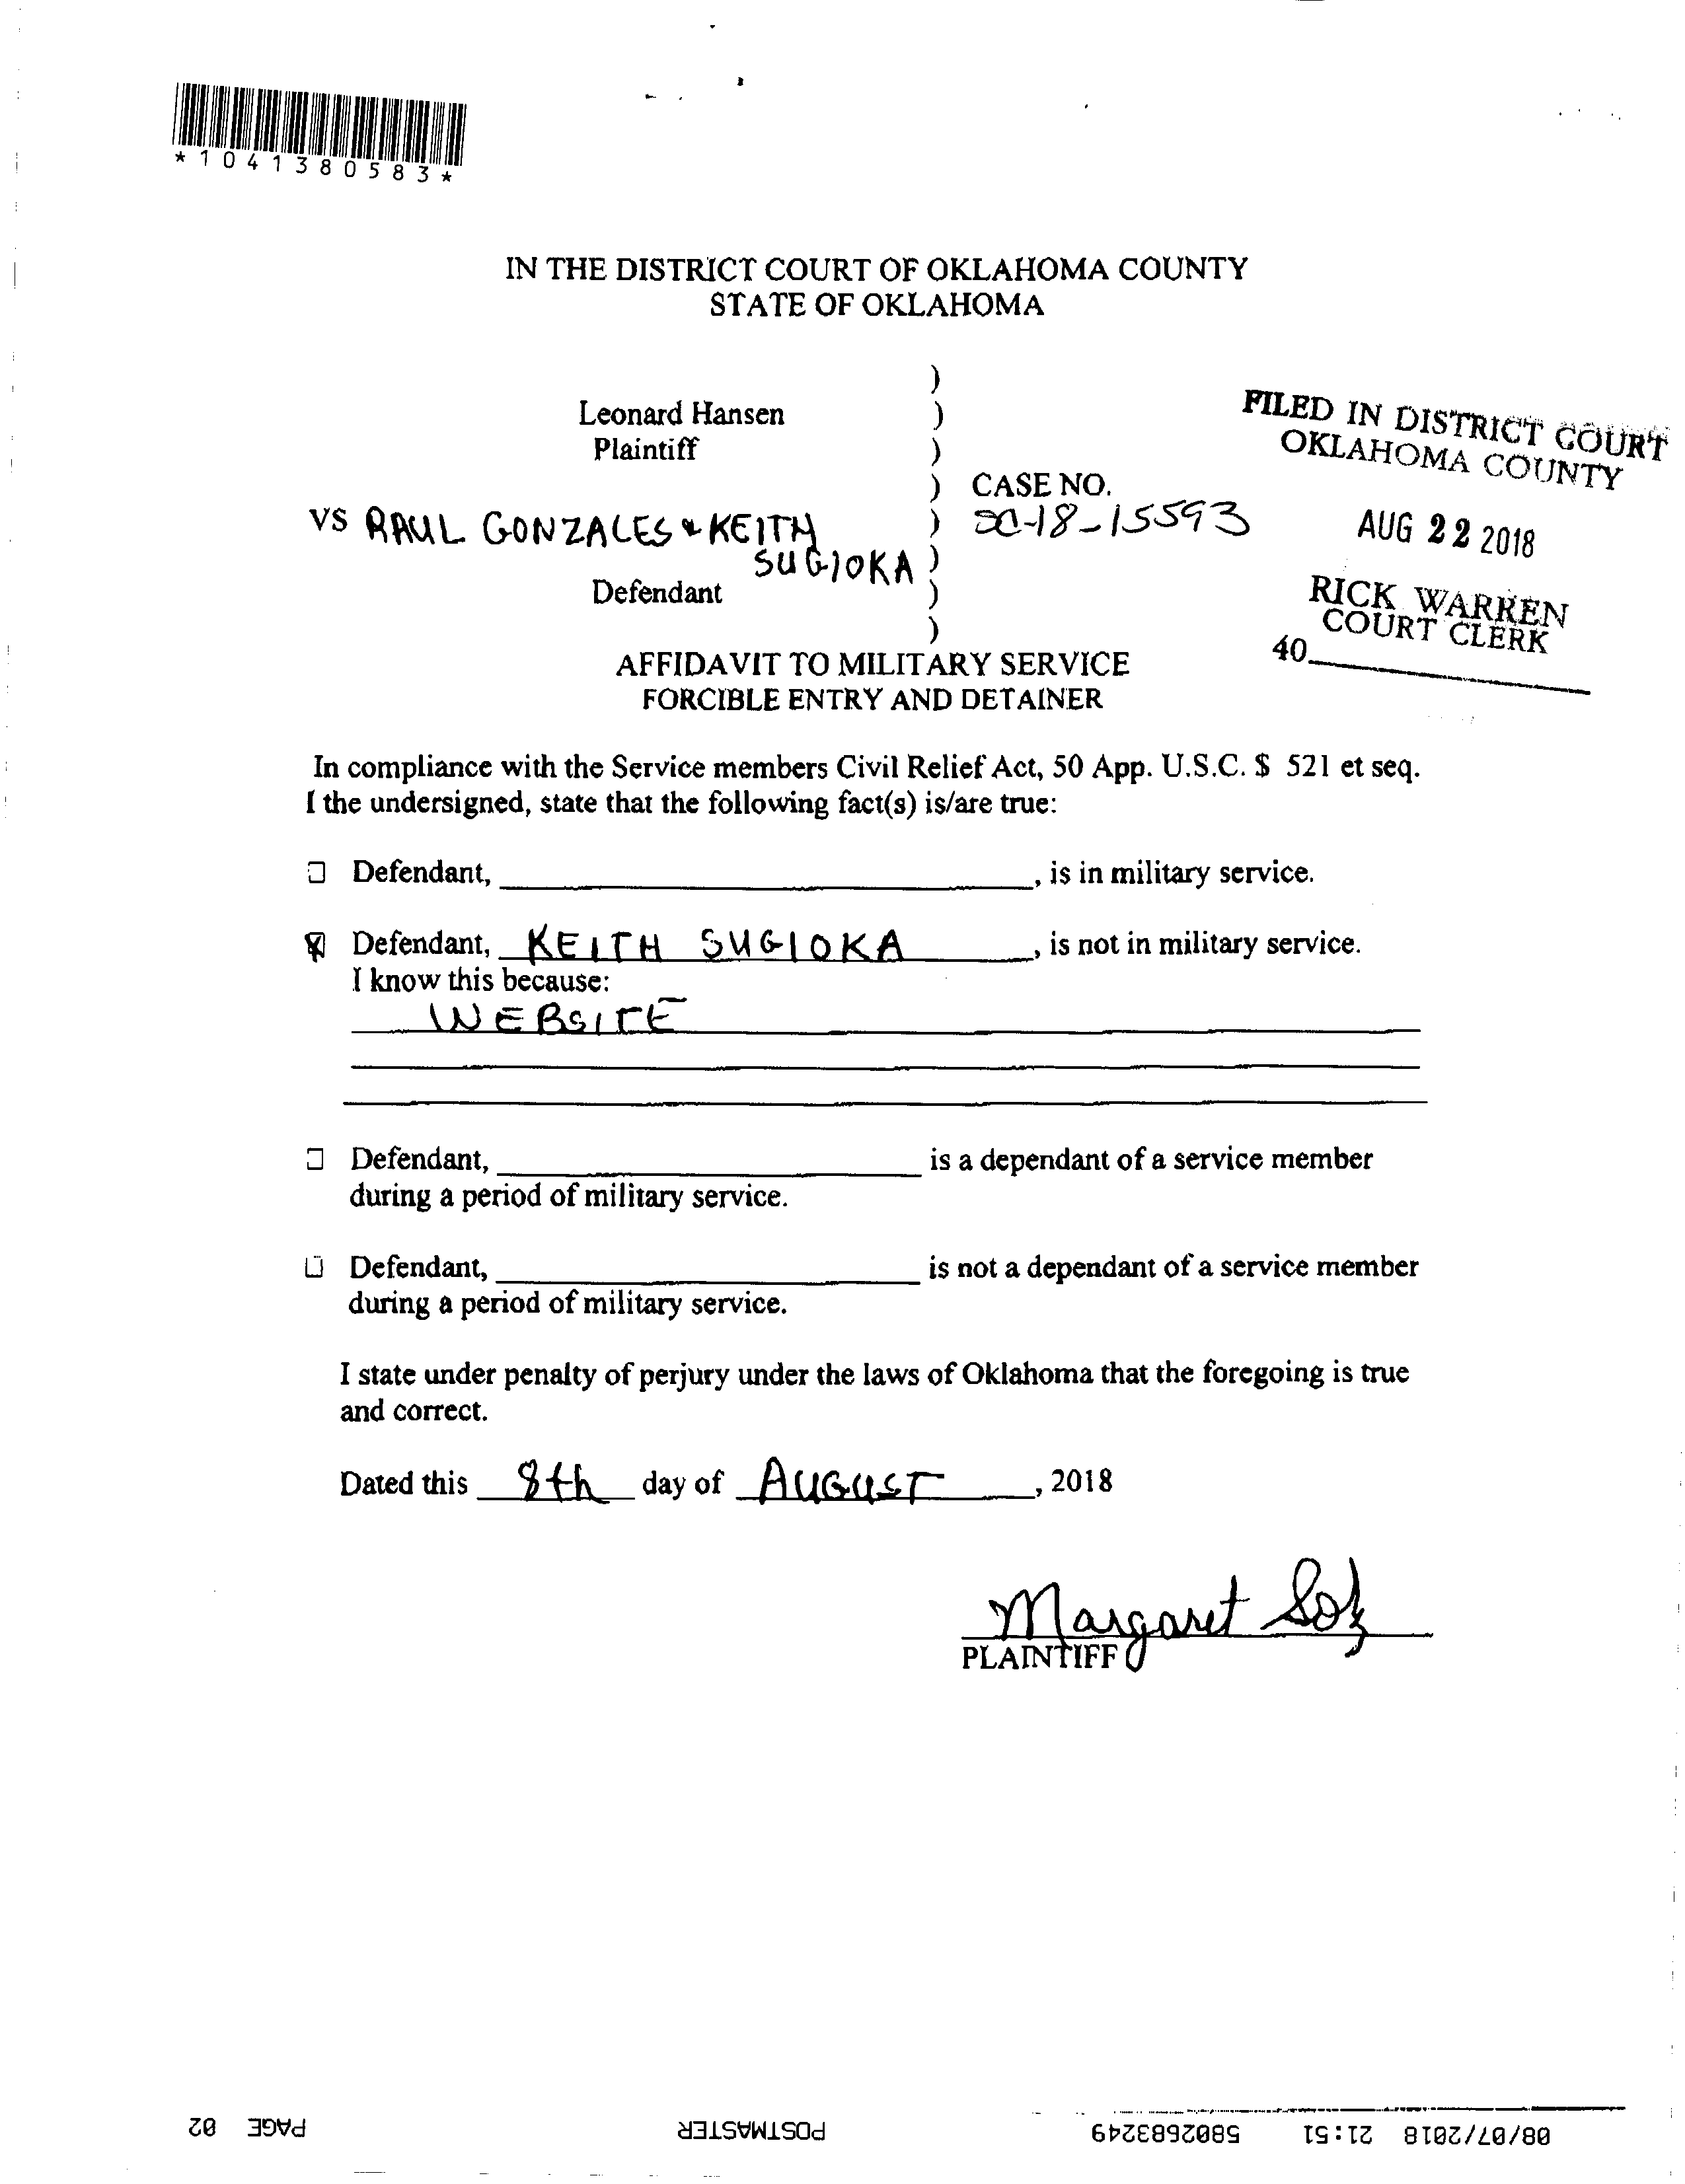 *1041380583*
IN THE DISTRICT COURT OF OKLAHOMA COUNTY
STATE OF OKLAHOMA
Leonard Hansen
Plaintiff
VS RAUL GONZALES & KEITH
SUGIOKA
Defendant
)
)
)
)
)
)
)
)
CASE NO.
SC-18-15593
FILED IN DISTRICT COURT
OKLAHOMA COUNTY
AUG 22 2018
RICK WARREN
COURT CLERK
40
AFFIDAVIT TO MILITARY SERVICE
FORCIBLE ENTRY AND DETAINER
In compliance with the Service members Civil Relief Act, 50 App. U.S.C. $ 521 et seq.
I the undersigned, state that the following fact(s) is/are true:
Defendant, , is in military service.
Defendant, KEITH SUGIOKA , is not in military service.
I know this because:
WEBSITE
Defendant, is a dependant of a service member
during a period of military service.
Defendant, is not a dependant of a service member
during a period of military service.
I state under penalty of perjury under the laws of Oklahoma that the foregoing is true
and correct.
Dated this 8th day of AUGUST , 2018
Margaret
PLAINTIFF
08/07/2018 21:51 5802683249 POSTMASTER PAGE 02